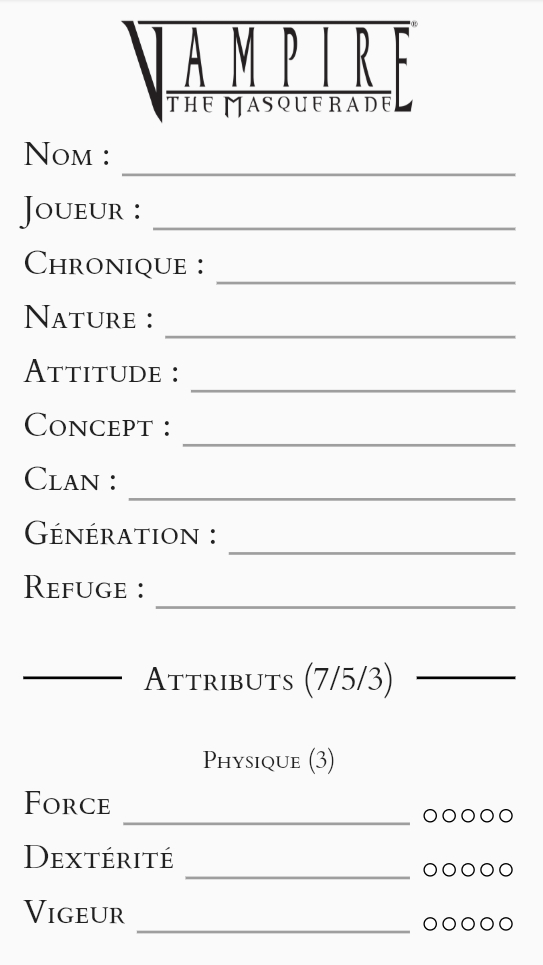 VAMPIRE®
THE MASQUERADE
Nom :
Joueur :
Chronique :
Nature :
Attitude :
Concept :
Clan :
Génération :
Refuge :
Attributs (7/5/3)
Physique (3)
Force
Dextérité
Vigeur